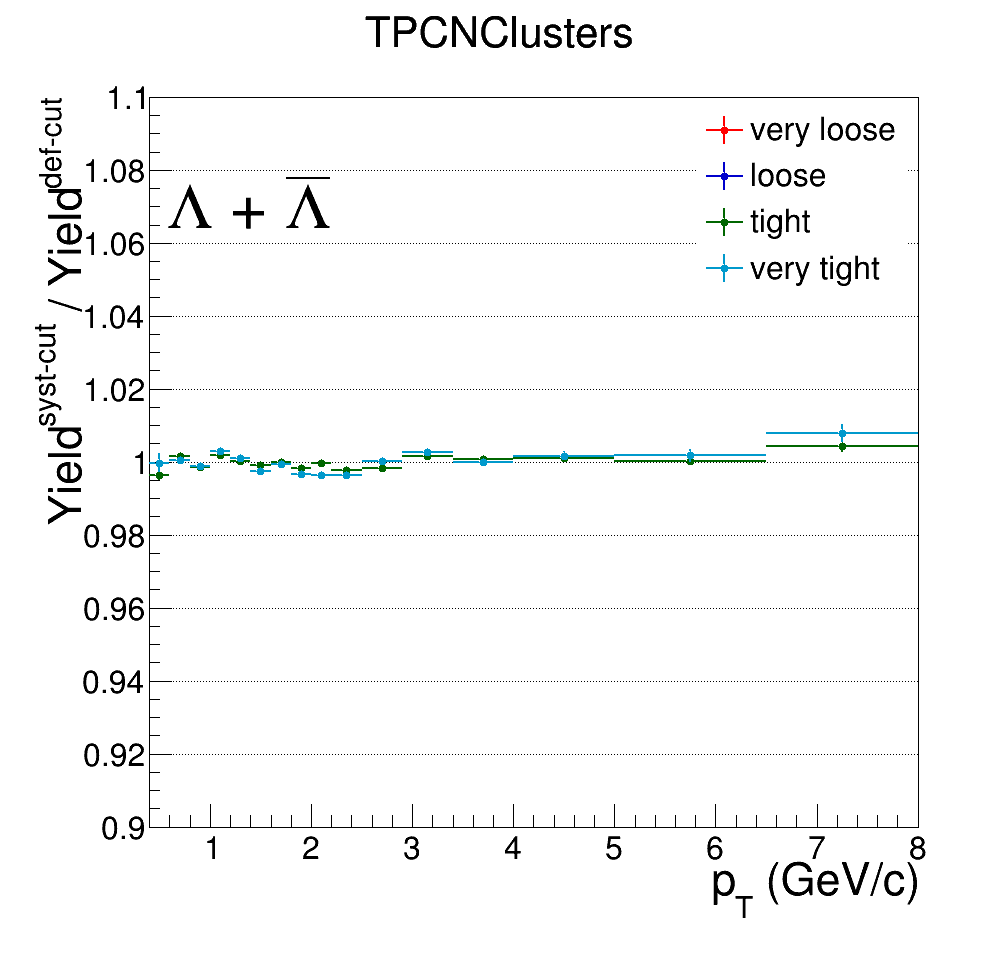 TPCNClusters
Yield^syst-cut / Yield^def-cut
1.1
1.08
1.06
1.04
1.02
1
0.98
0.96
0.94
0.92
0.9
Λ + Λ̅
very loose
loose
tight
very tight
1 2 3 4 5 6 7 8
p_T (GeV/c)